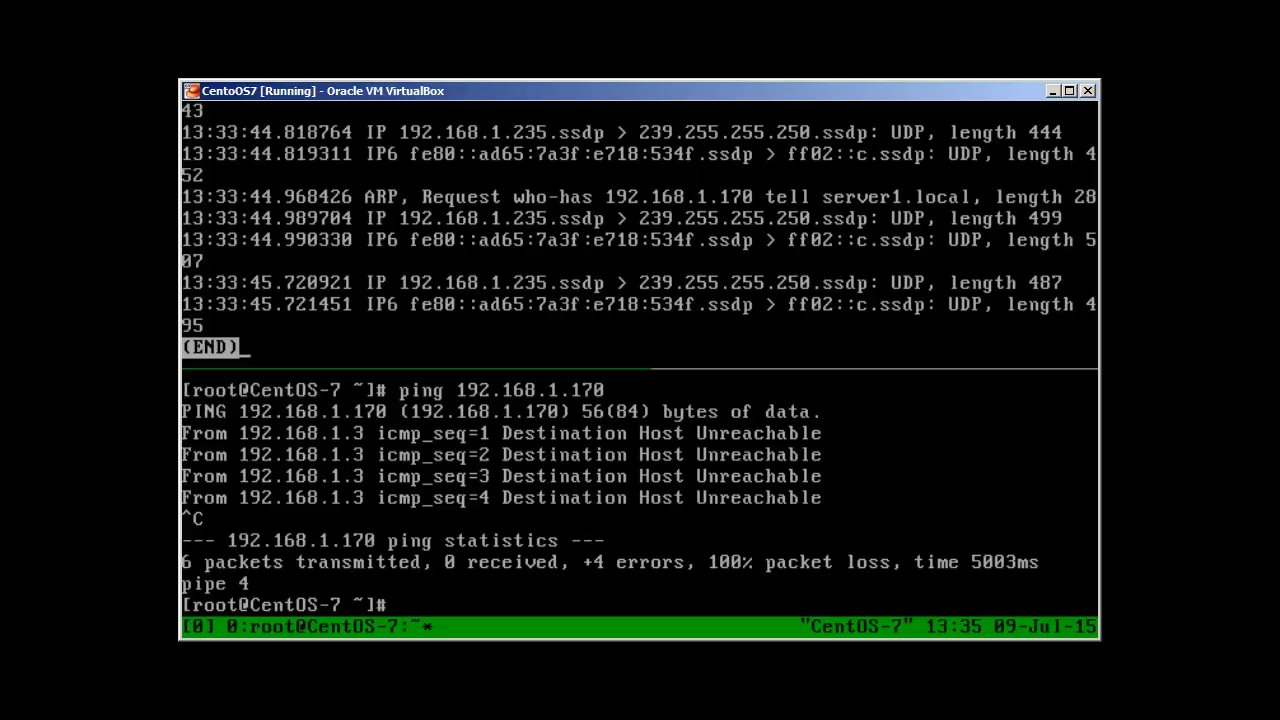 CentoOS7 [Running] - Oracle VM VirtualBox
43
13:33:44.818764 IP 192.168.1.235.ssdp > 239.255.255.250.ssdp: UDP, length 444
13:33:44.819311 IP6 fe80::ad65:7a3f:e718:534f.ssdp > ff02::c.ssdp: UDP, length 4
52
13:33:44.968426 ARP, Request who-has 192.168.1.170 tell server1.local, length 28
13:33:44.989704 IP 192.168.1.235.ssdp > 239.255.255.250.ssdp: UDP, length 499
13:33:44.990330 IP6 fe80::ad65:7a3f:e718:534f.ssdp > ff02::c.ssdp: UDP, length 5
07
13:33:45.720921 IP 192.168.1.235.ssdp > 239.255.255.250.ssdp: UDP, length 487
13:33:45.721451 IP6 fe80::ad65:7a3f:e718:534f.ssdp > ff02::c.ssdp: UDP, length 4
95
(END)_
[root@CentOS-7 ~]# ping 192.168.1.170
PING 192.168.1.170 (192.168.1.170) 56(84) bytes of data.
From 192.168.1.3 icmp_seq=1 Destination Host Unreachable
From 192.168.1.3 icmp_seq=2 Destination Host Unreachable
From 192.168.1.3 icmp_seq=3 Destination Host Unreachable
From 192.168.1.3 icmp_seq=4 Destination Host Unreachable
^C
--- 192.168.1.170 ping statistics ---
6 packets transmitted, 0 received, +4 errors, 100% packet loss, time 5003ms
pipe 4
[root@CentOS-7 ~]#
[0] 0:root@CentOS-7:~* "CentOS-7" 13:35 09-Jul-15